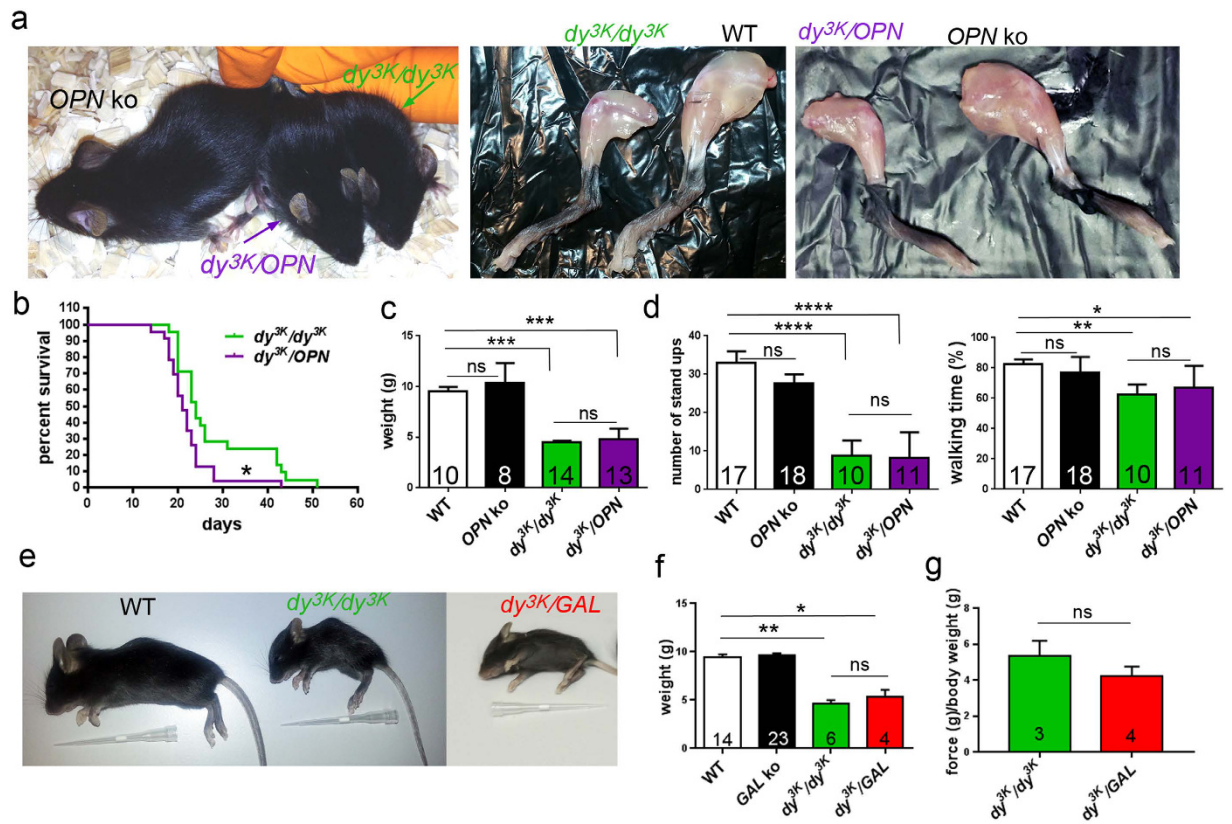 a
OPN ko
dy3K/dy3K
dy3K/OPN
dy3K/dy3K
WT
dy3K/OPN
OPN ko
b
percent survival
110
100
90
80
70
60
50
40
30
20
10
0
dy3K/dy3K
dy3K/OPN
*
0 10 20 30 40 50 60
days
c
weight (g)
15
10
5
0
***
***
ns
ns
10 8 14 13
WT OPN ko dy3K/dy3K dy3K/OPN
d
number of stand ups
40
30
20
10
0
****
****
ns
ns
17 18 10 11
WT OPN ko dy3K/dy3K dy3K/OPN
walking time (%)
100
80
60
40
20
0
*
**
ns
ns
17 18 10 11
WT OPN ko dy3K/dy3K dy3K/OPN
e
WT
dy3K/dy3K
dy3K/GAL
f
weight (g)
15
10
5
0
*
**
ns
14 23 6 4
WT GAL ko dy3K/dy3K dy3K/GAL
g
force (g)/body weight (g)
8
6
4
2
0
ns
3 4
dy3K/dy3K dy3K/GAL